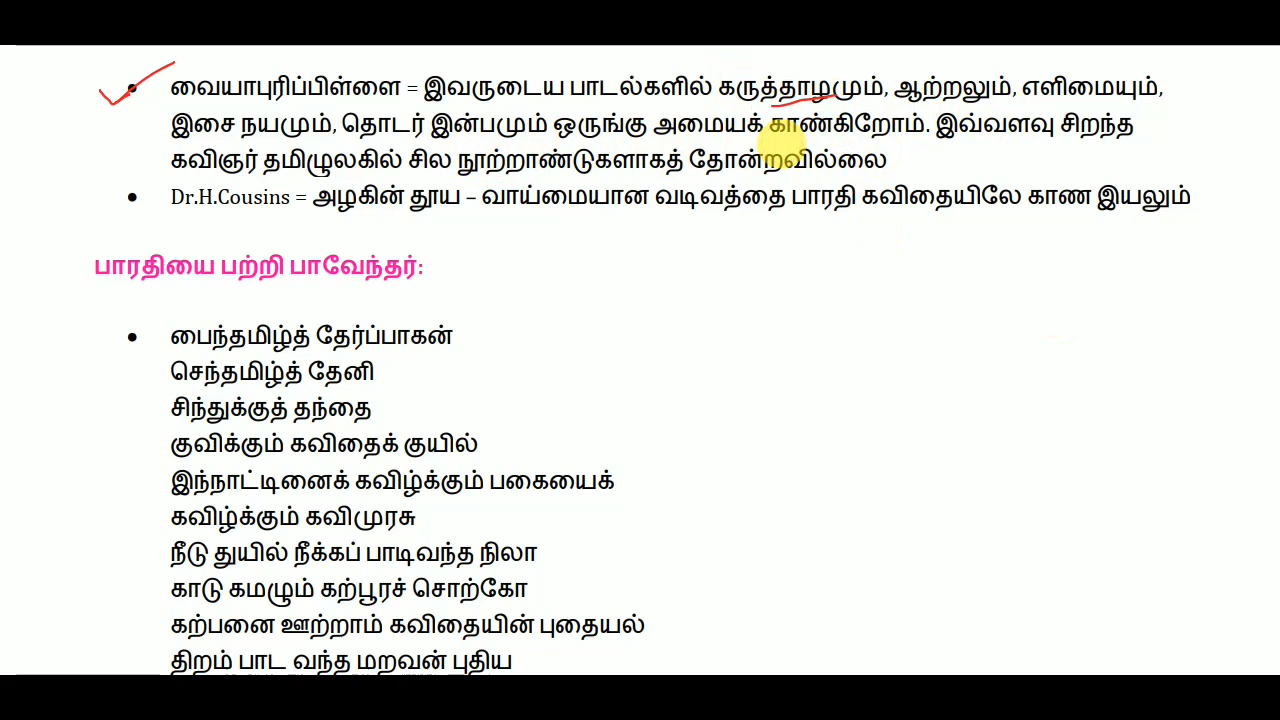 • வையாபுரிப்பிள்ளை = இவருடைய பாடல்களில் கருத்தாழமும், ஆற்றலும், எளிமையும்,
இசை நயமும், தொடர் இன்பமும் ஒருங்கு அமையக் காண்கிறோம். இவ்வளவு சிறந்த
கவிஞர் தமிழுலகில் சில நூற்றாண்டுகளாகத் தோன்றவில்லை
• Dr.H.Cousins = அழகின் தூய – வாய்மையான வடிவத்தை பாரதி கவிதையிலே காண இயலும்
பாரதியை பற்றி பாவேந்தர்:
• பைந்தமிழ்த் தேர்ப்பாகன்
செந்தமிழ்த் தேனி
சிந்துக்குத் தந்தை
குவிக்கும் கவிதைக் குயில்
இந்நாட்டினைக் கவிழ்க்கும் பகையைக்
கவிழ்க்கும் கவிமுரசு
நீடு துயில் நீக்கப் பாடிவந்த நிலா
காடு கமழும் கற்பூரச் சொற்கோ
கற்பனை ஊற்றாம் கவிதையின் புதையல்
திறம் பாட வந்த மறவன் புதிய